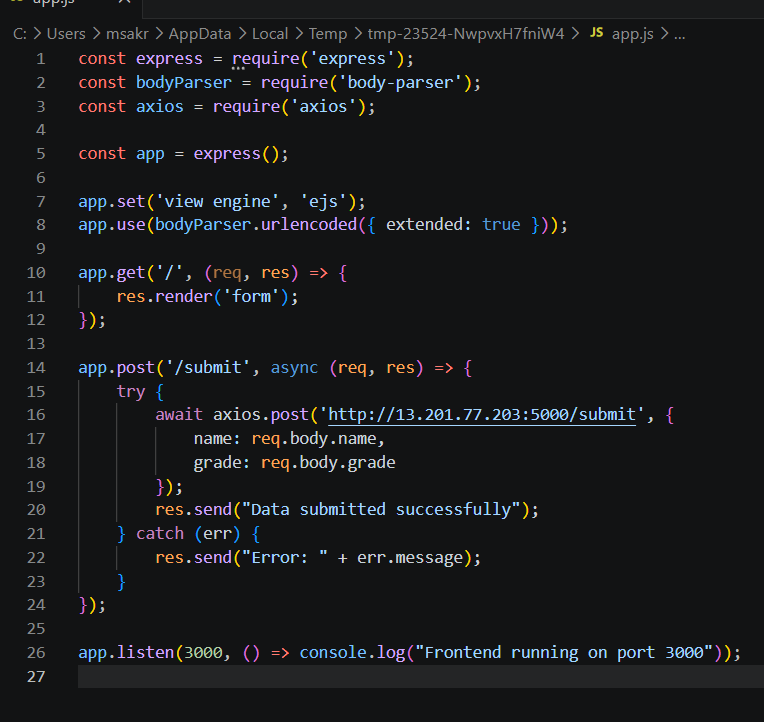 app.js
C: > Users > msakr > AppData > Local > Temp > tmp-23524-NwpvxH7fniW4 > JS app.js > ...
1 const express = require('express');
2 const bodyParser = require('body-parser');
3 const axios = require('axios');
4
5 const app = express();
6
7 app.set('view engine', 'ejs');
8 app.use(bodyParser.urlencoded({ extended: true }));
9
10 app.get('/', (req, res) => {
11     res.render('form');
12 });
13
14 app.post('/submit', async (req, res) => {
15     try {
16         await axios.post('http://13.201.77.203:5000/submit', {
17             name: req.body.name,
18             grade: req.body.grade
19         });
20         res.send("Data submitted successfully");
21     } catch (err) {
22         res.send("Error: " + err.message);
23     }
24 });
25
26 app.listen(3000, () => console.log("Frontend running on port 3000"));
27